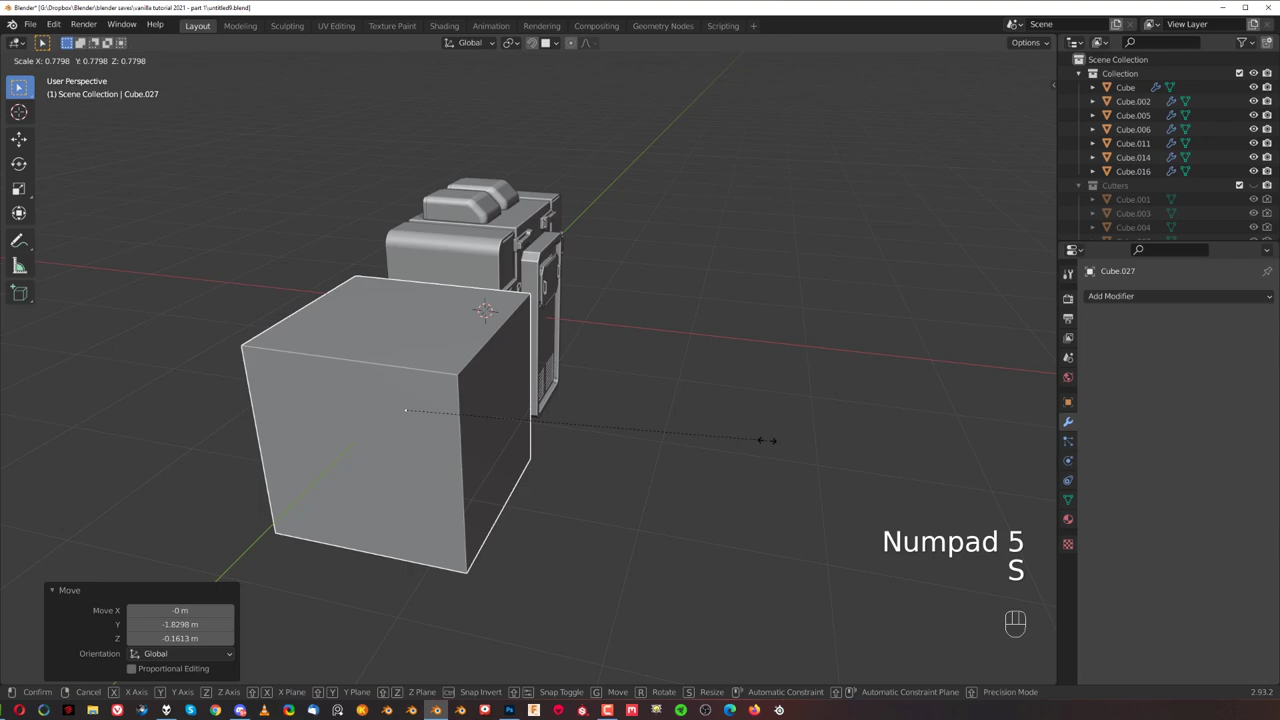 Blender* [G:\Dropbox\Blender\blender saves\vanilla tutorial 2021 - part 1\untitled9.blend]
File Edit Render Window Help Layout Modeling Sculpting UV Editing Texture Paint Shading Animation Rendering Compositing Geometry Nodes Scripting + Scene View Layer
Global Options
Scale X: 0.7798 Y: 0.7798 Z: 0.7798
User Perspective
(1) Scene Collection | Cube.027
Scene Collection
Collection
Cube
Cube.002
Cube.005
Cube.006
Cube.011
Cube.014
Cube.016
Cutters
Cube.001
Cube.003
Cube.004
Cube.027
Add Modifier
Numpad 5
S
Move
Move X -0 m
Y -1.8298 m
Z -0.1613 m
Orientation Global
Proportional Editing
Confirm Cancel X X Axis Y Y Axis Z Z Axis X X Plane Y Y Plane Z Z Plane Snap Invert Snap Toggle G Move R Rotate S Resize Automatic Constraint Automatic Constraint Plane Precision Mode 2.93.2